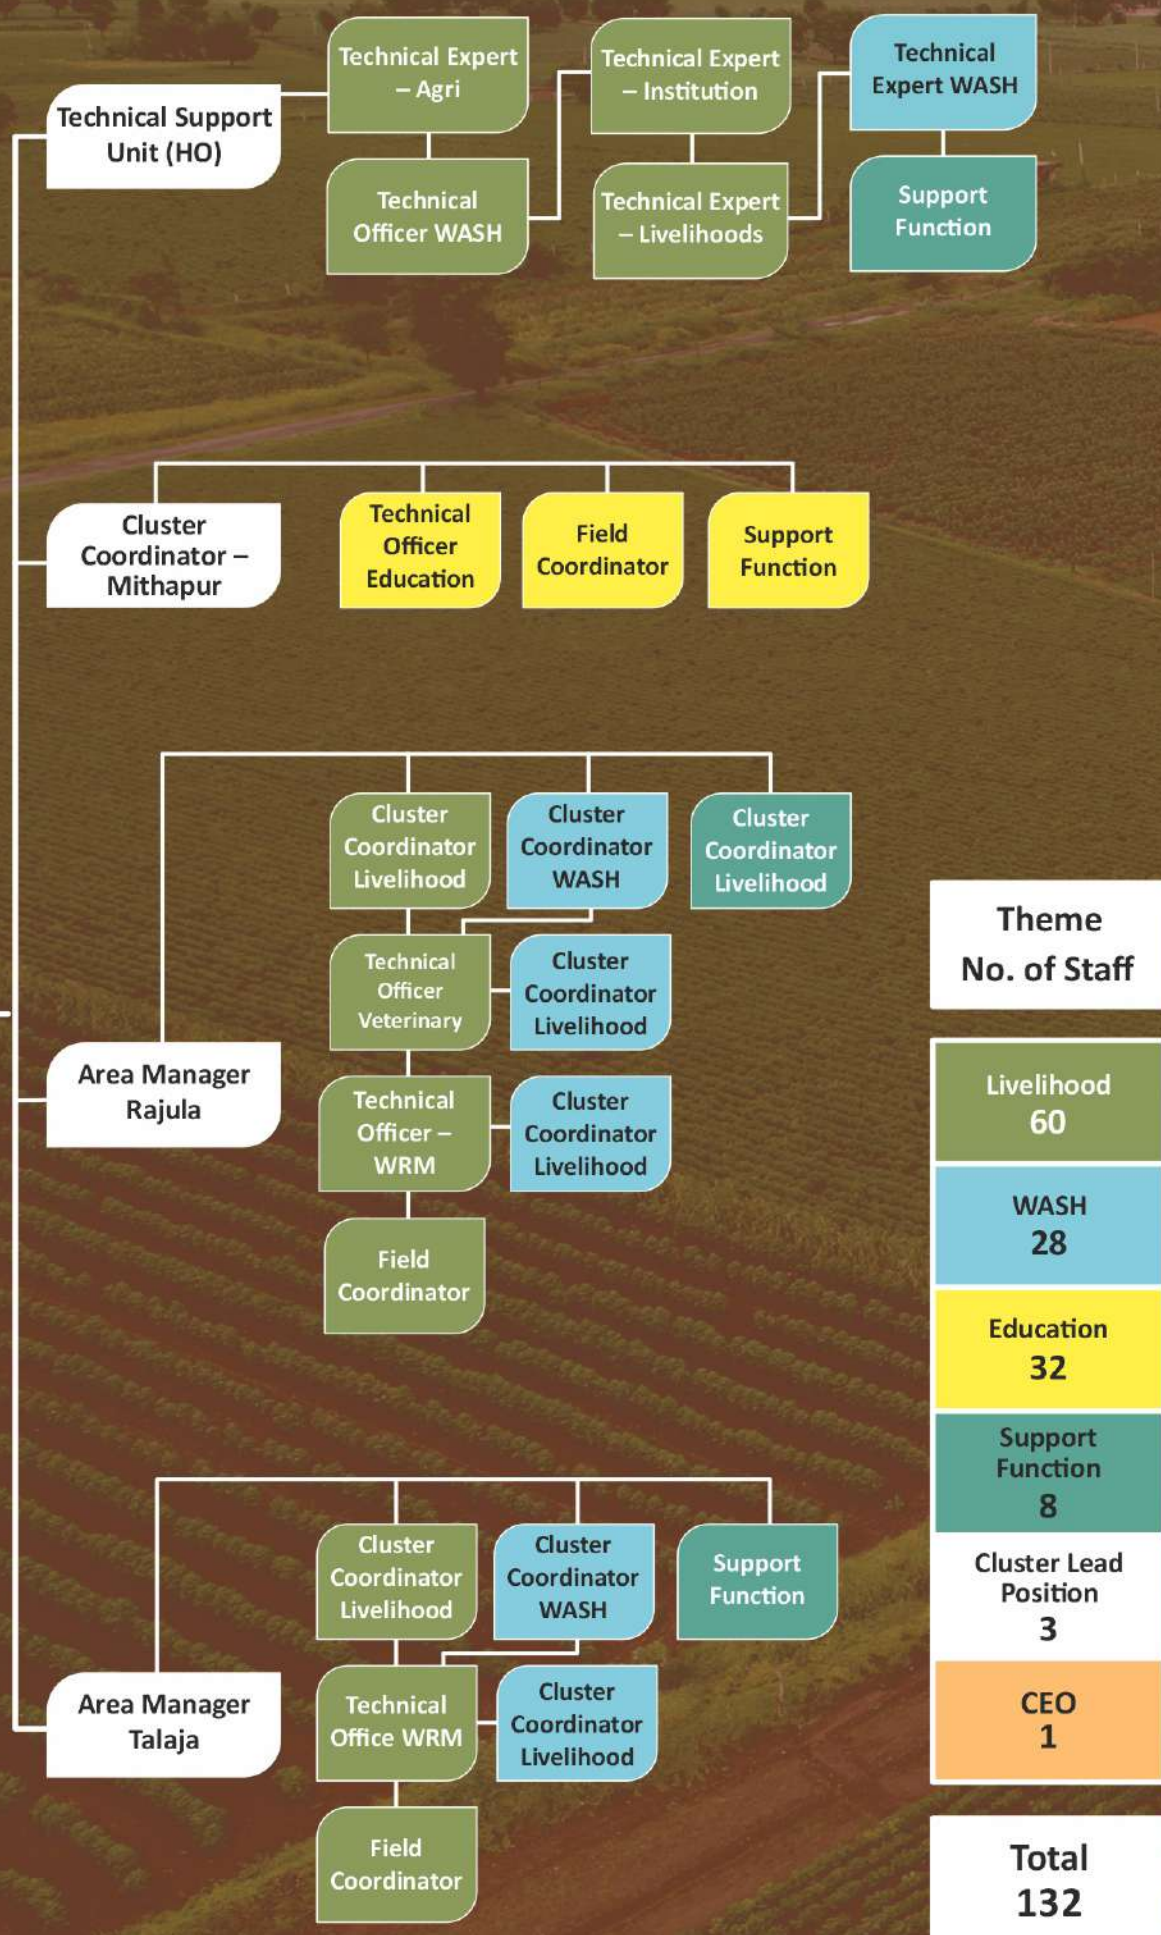 Technical Support
Unit (HO)
Technical Expert
– Agri
Technical
Officer WASH
Technical Expert
– Institution
Technical Expert
– Livelihoods
Technical
Expert WASH
Support
Function
Cluster
Coordinator –
Mithapur
Technical
Officer
Education
Field
Coordinator
Support
Function
Area Manager
Rajula
Cluster
Coordinator
Livelihood
Cluster
Coordinator
WASH
Cluster
Coordinator
Livelihood
Technical
Officer
Veterinary
Cluster
Coordinator
Livelihood
Technical
Officer –
WRM
Cluster
Coordinator
Livelihood
Field
Coordinator
Area Manager
Talaja
Cluster
Coordinator
Livelihood
Cluster
Coordinator
WASH
Support
Function
Technical
Office WRM
Cluster
Coordinator
Livelihood
Field
Coordinator
Theme
No. of Staff
Livelihood
60
WASH
28
Education
32
Support
Function
8
Cluster Lead
Position
3
CEO
1
Total
132